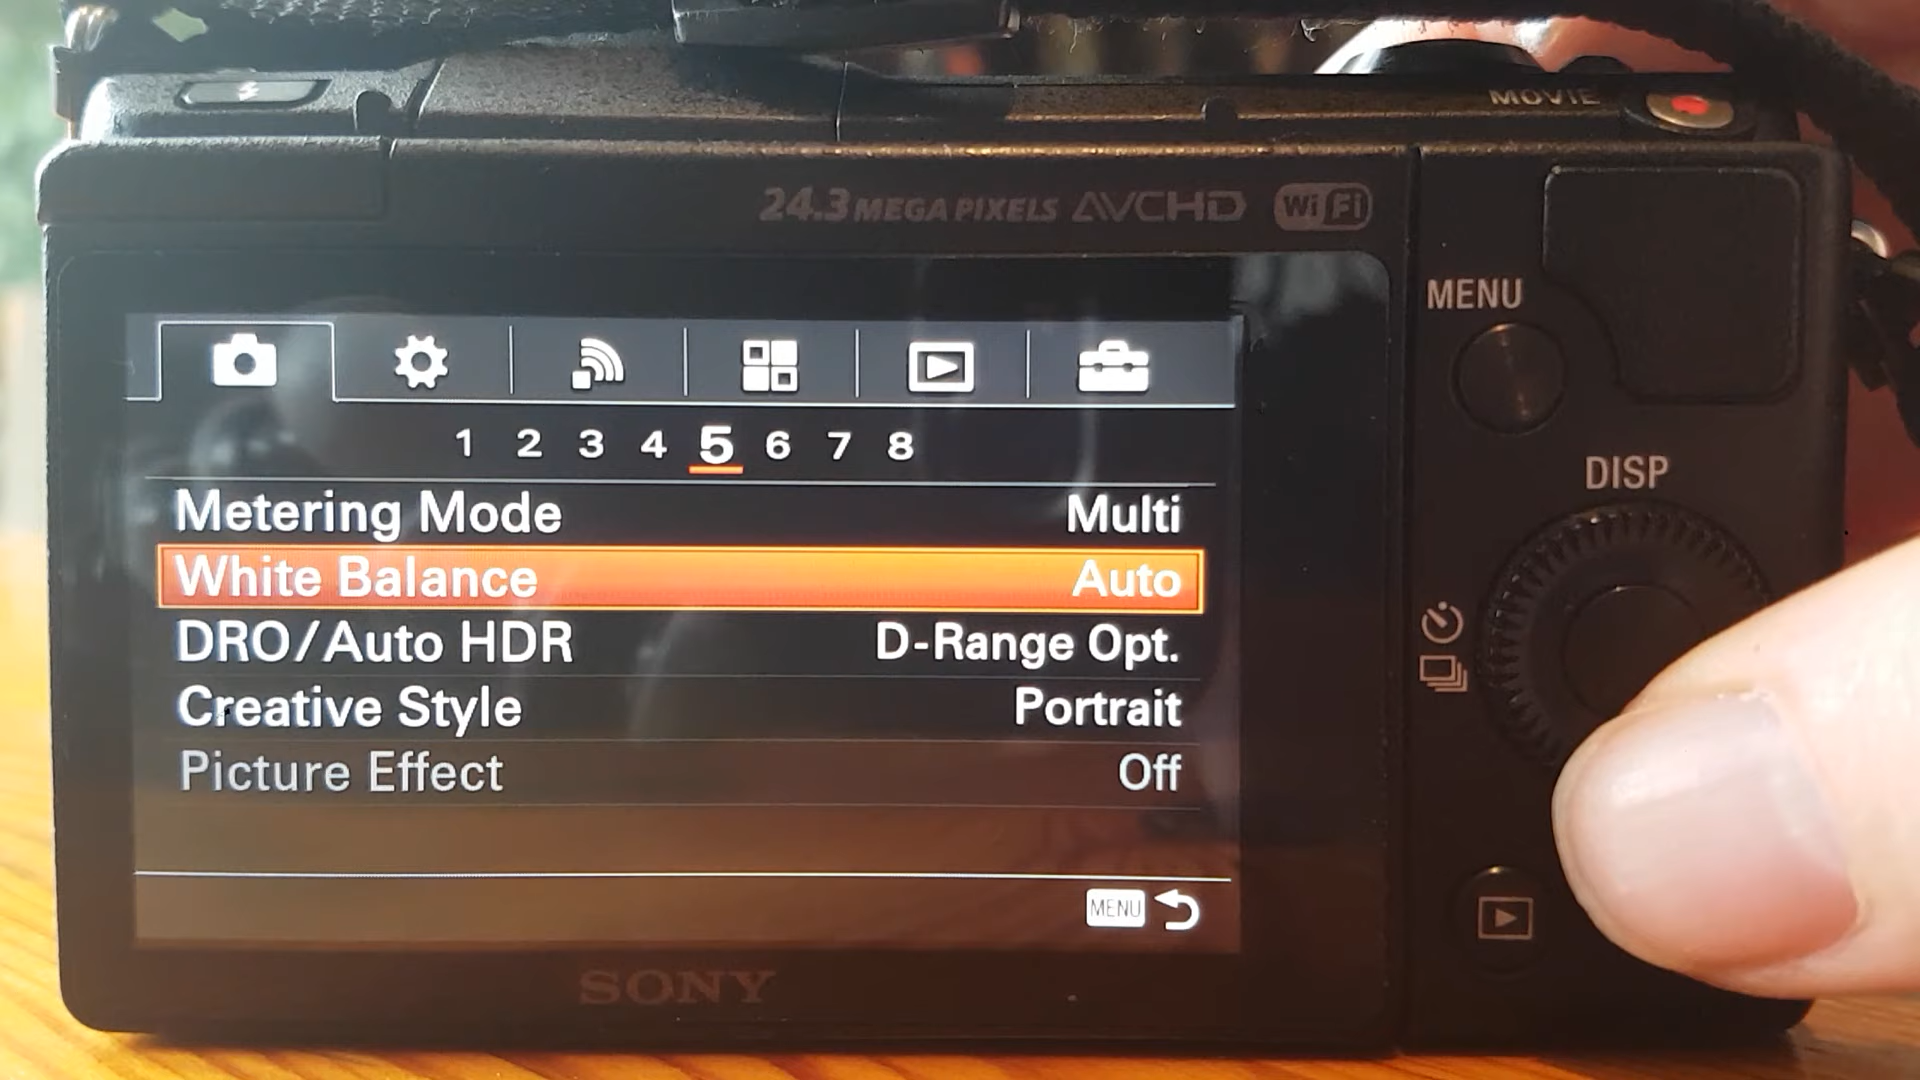 MOVIE
24.3 MEGA PIXELS AVCHD Wi Fi
MENU
DISP
1 2 3 4 5 6 7 8
Metering Mode Multi
White Balance Auto
DRO/Auto HDR D-Range Opt.
Creative Style Portrait
Picture Effect Off
MENU
SONY